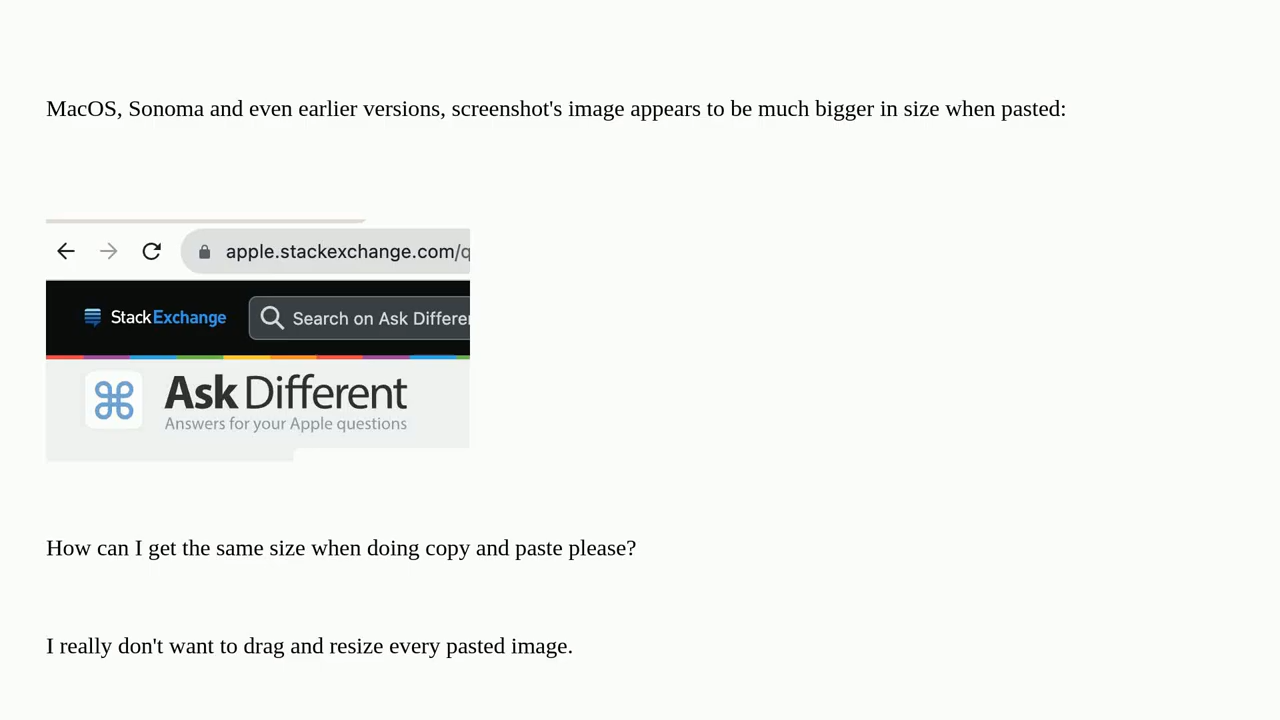 MacOS, Sonoma and even earlier versions, screenshot's image appears to be much bigger in size when pasted:
apple.stackexchange.com/q
StackExchange
Search on Ask Differen
Ask Different
Answers for your Apple questions
How can I get the same size when doing copy and paste please?
I really don't want to drag and resize every pasted image.